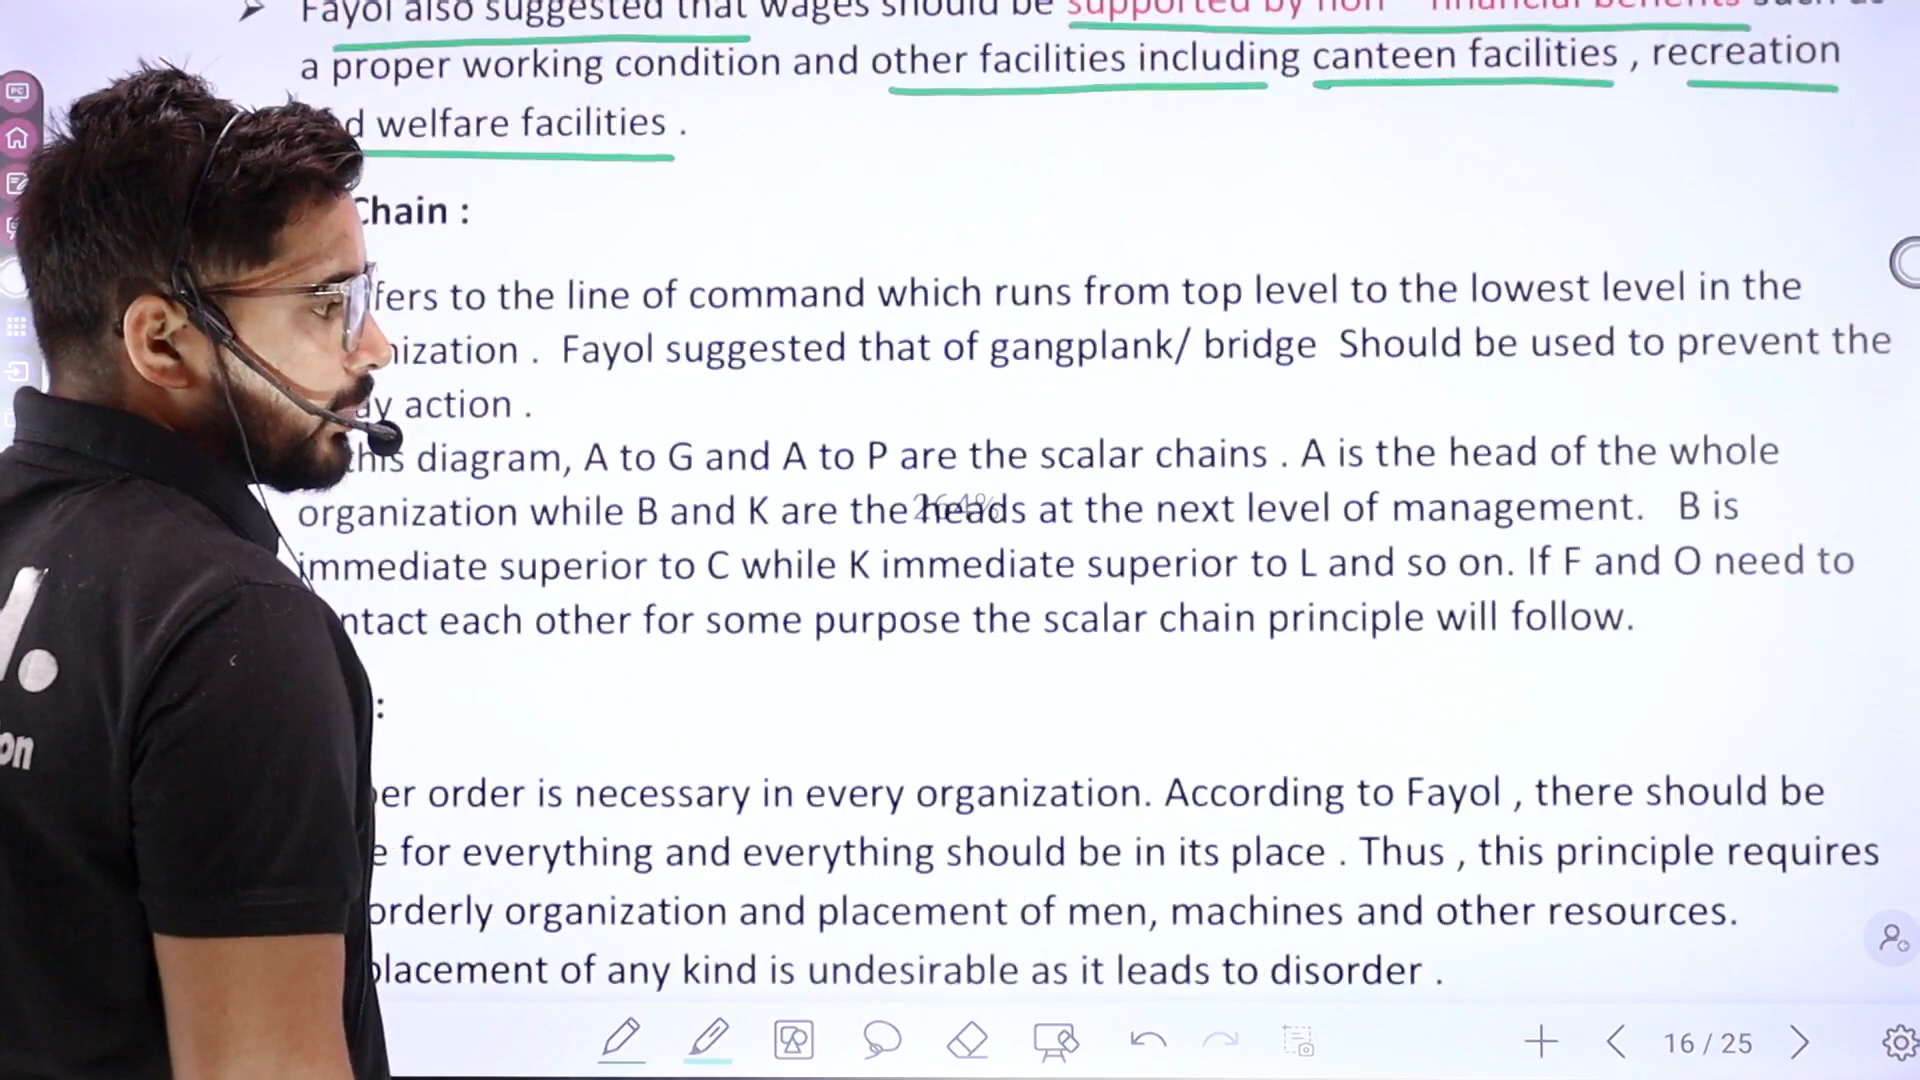 Fayol also suggested that wages should be supported by non - financial benefits such as
a proper working condition and other facilities including canteen facilities , recreation
d welfare facilities .
Chain :
fers to the line of command which runs from top level to the lowest level in the
nization . Fayol suggested that of gangplank/ bridge Should be used to prevent the
ay action .
this diagram, A to G and A to P are the scalar chains . A is the head of the whole
organization while B and K are the heads at the next level of management. B is
immediate superior to C while K immediate superior to L and so on. If F and O need to
ntact each other for some purpose the scalar chain principle will follow.
:
er order is necessary in every organization. According to Fayol , there should be
e for everything and everything should be in its place . Thus , this principle requires
orderly organization and placement of men, machines and other resources.
placement of any kind is undesirable as it leads to disorder .
264%
on
16 / 25